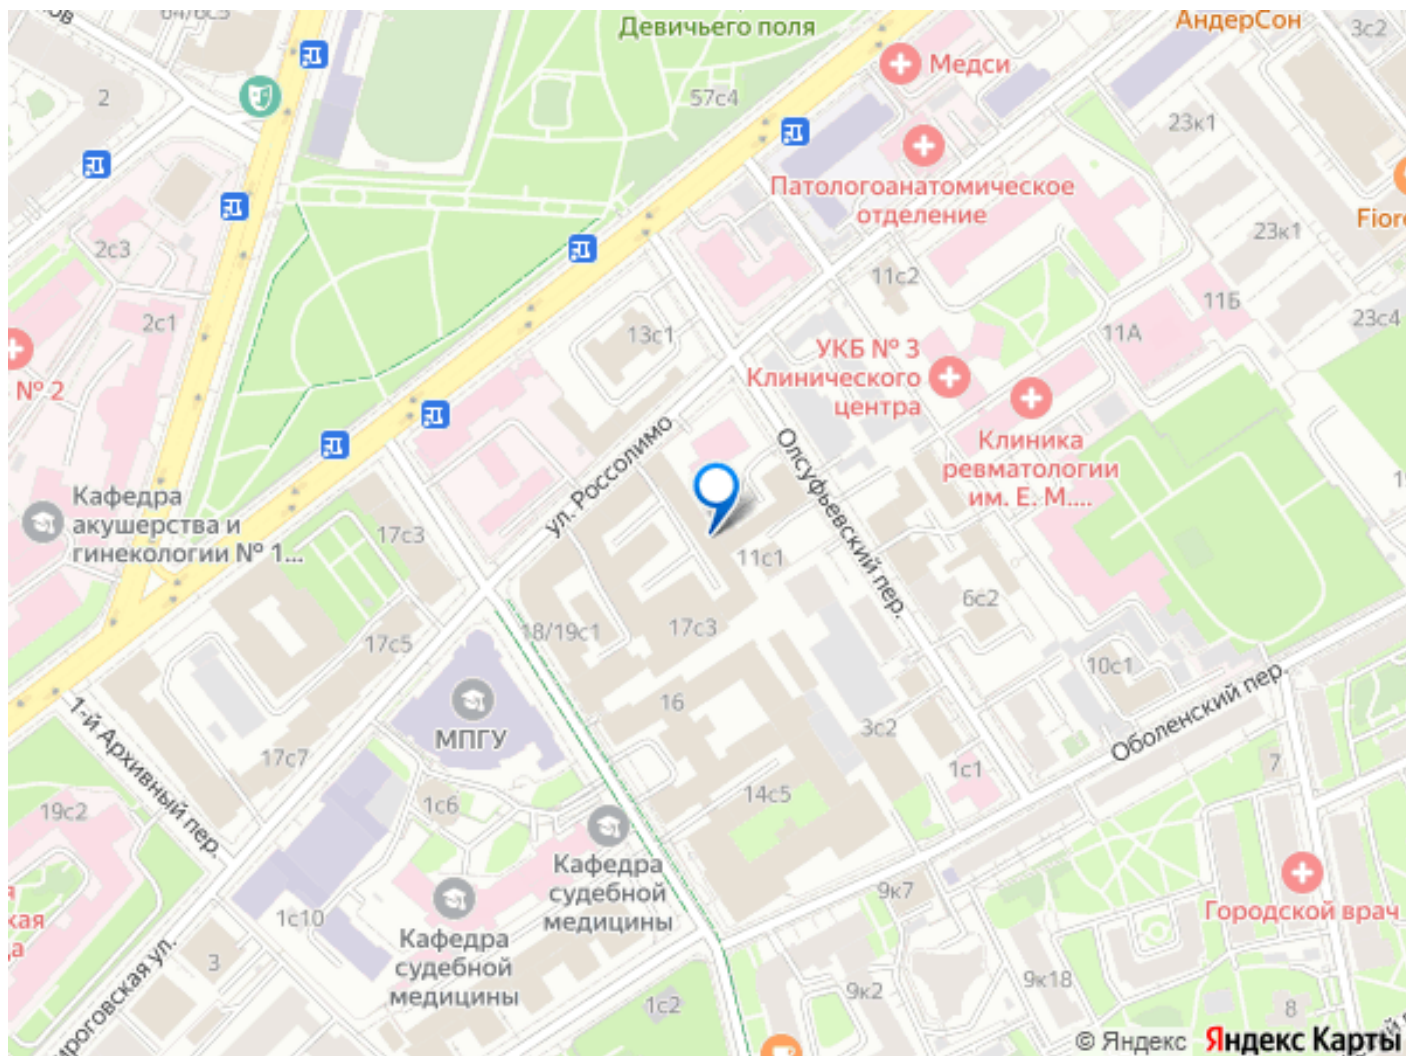 64/6с5
Девичьего поля
АндерСон
3с2
2
Медси
57с4
23к1
Патологоанатомическое
отделение
Fior
2с3
23к1
11с2
11Б
2с1
13с1
11А
23с4
№ 2
УКБ № 3
Клинического
центра
ул. Россолимо
Олсуфьевский пер.
Клиника
ревматологии
им. Е. М....
Кафедра
акушерства и
гинекологии № 1...
17с3
11с1
6с2
18/19с1
17с3
17с5
10с1
Оболенский пер.
16
МПГУ
3с2
1-й Архивный пер.
17с7
1с1
7
19с2
1с6
14с5
Кафедра
судебной
медицины
9к7
Городской врач
1с10
Кафедра
судебной
медицины
3
9к18
9к2
1с2
8
© Яндекс Яндекс Карты